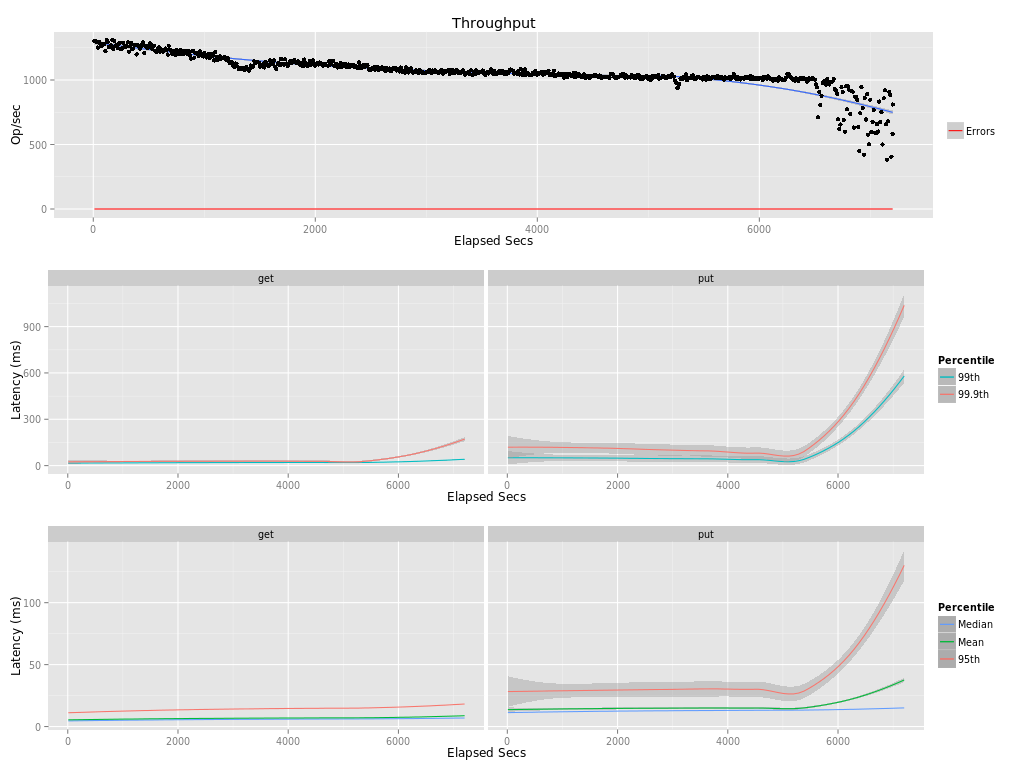 Throughput
Op/sec
1000
500
0
0 2000 4000 6000
Elapsed Secs
Errors
get put
Latency (ms)
900
600
300
0
0 2000 4000 6000 0 2000 4000 6000
Elapsed Secs
Percentile
99th
99.9th
get put
Latency (ms)
100
50
0
0 2000 4000 6000 0 2000 4000 6000
Elapsed Secs
Percentile
Median
Mean
95th